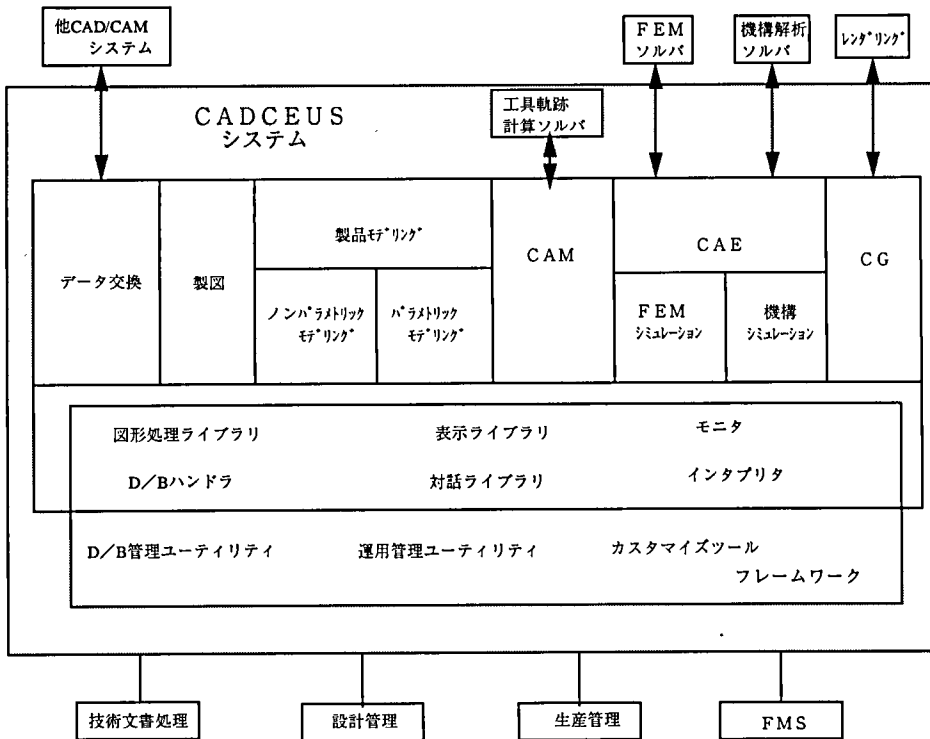 他CAD/CAM
システム
ＦＥＭ
ソルバ
機構解析
ソルバ
ﾚﾝﾀﾞﾘﾝｸﾞ
ＣＡＤＣＥＵＳ
システム
工具軌跡
計算ソルバ
データ交換
製図
製品ﾓﾃﾞﾘﾝｸﾞ
ノンﾊﾟﾗﾒﾄﾘｯｸ
ﾓﾃﾞﾘﾝｸﾞ
ﾊﾟﾗﾒﾄﾘｯｸ
ﾓﾃﾞﾘﾝｸﾞ
ＣＡＭ
ＣＡＥ
ＦＥＭ
ｼﾐｭﾚｰｼｮﾝ
機構
ｼﾐｭﾚｰｼｮﾝ
ＣＧ
図形処理ライブラリ
表示ライブラリ
モニタ
D／Bハンドラ
対話ライブラリ
インタプリタ
D／B管理ユーティリティ
運用管理ユーティリティ
カスタマイズツール
フレームワーク
技術文書処理
設計管理
生産管理
ＦＭＳ